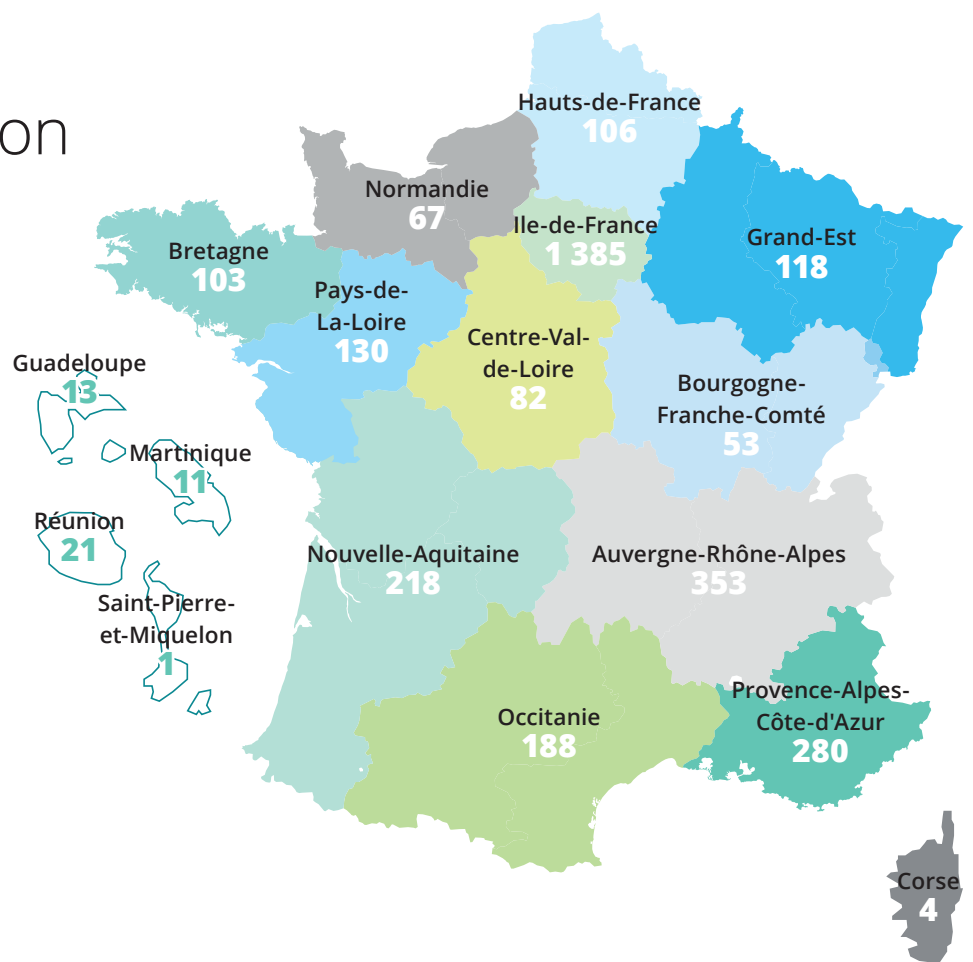 on
Hauts-de-France
106
Normandie
67
Ile-de-France
1 385
Grand-Est
118
Bretagne
103
Pays-de-
La-Loire
130
Centre-Val-
de-Loire
82
Bourgogne-
Franche-Comté
53
Guadeloupe
13
Martinique
11
Réunion
21
Saint-Pierre-
et-Miquelon
1
Nouvelle-Aquitaine
218
Auvergne-Rhône-Alpes
353
Occitanie
188
Provence-Alpes-
Côte-d'Azur
280
Corse
4